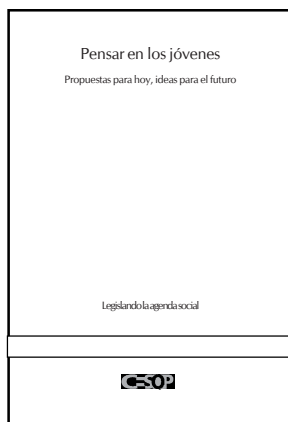 Pensar en los jóvenes
Propuestas para hoy, ideas para el futuro
Legislando la agenda social
CESOP